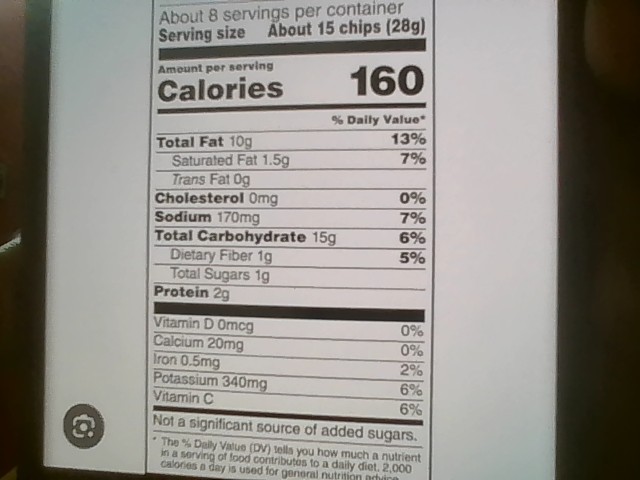 About 8 servings per container
Serving size About 15 chips (28g)
Amount per serving
Calories 160
% Daily Value*
Total Fat 10g 13%
Saturated Fat 1.5g 7%
Trans Fat 0g
Cholesterol 0mg 0%
Sodium 170mg 7%
Total Carbohydrate 15g 6%
Dietary Fiber 1g 5%
Total Sugars 1g
Protein 2g
Vitamin D 0mcg 0%
Calcium 20mg 0%
Iron 0.5mg 2%
Potassium 340mg 6%
Vitamin C 6%
Not a significant source of added sugars.
* The % Daily Value (DV) tells you how much a nutrient
in a serving of food contributes to a daily diet. 2,000
calories a day is used for general nutrition advice.